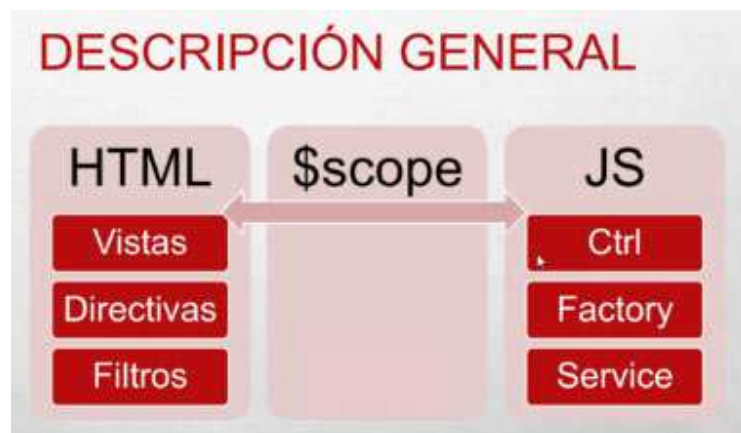 DESCRIPCIÓN GENERAL
HTML
Vistas
Directivas
Filtros
$scope
JS
Ctrl
Factory
Service